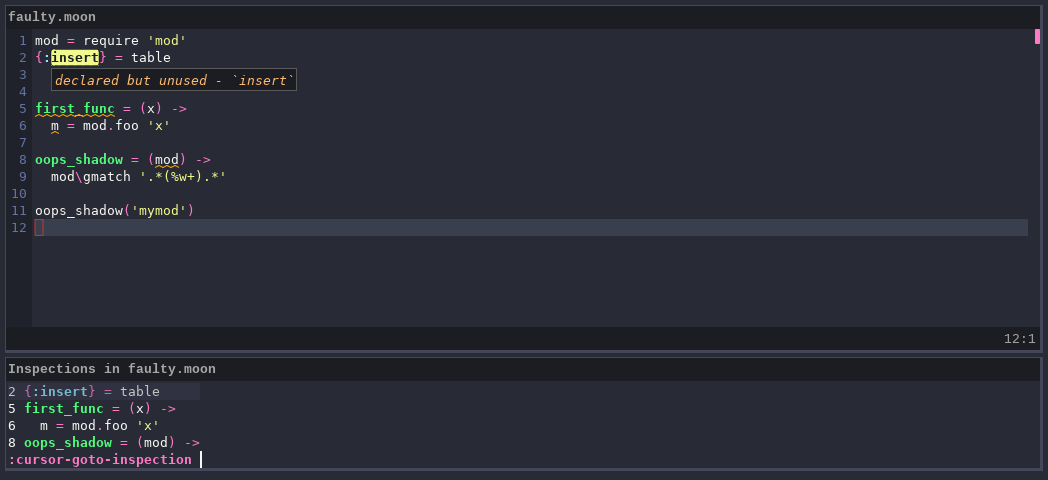 faulty.moon
1 mod = require 'mod'
2 {:insert} = table
3 declared but unused - `insert`
4
5 first_func = (x) ->
6   m = mod.foo 'x'
7
8 oops_shadow = (mod) ->
9   mod\gmatch '.*(%w+).*'
10
11 oops_shadow('mymod')
12
12:1
Inspections in faulty.moon
2 {:insert} = table
5 first_func = (x) ->
6   m = mod.foo 'x'
8 oops_shadow = (mod) ->
:cursor-goto-inspection